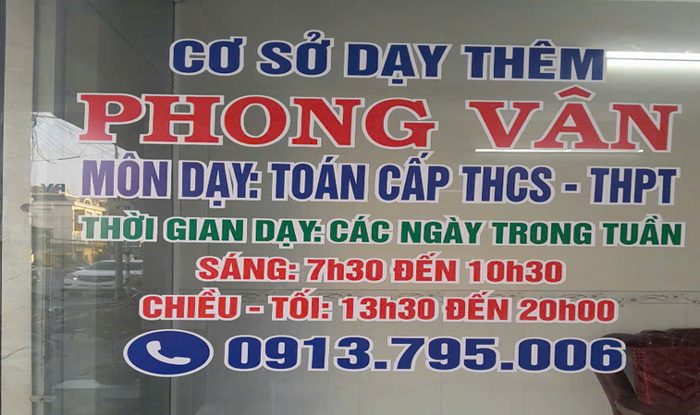 CƠ SỞ DẠY THÊM
PHONG VÂN
MÔN DẠY: TOÁN CẤP THCS - THPT
THỜI GIAN DẠY: CÁC NGÀY TRONG TUẦN
SÁNG: 7h30 ĐẾN 10h30
CHIỀU - TỐI: 13h30 ĐẾN 20h00
0913.795.006